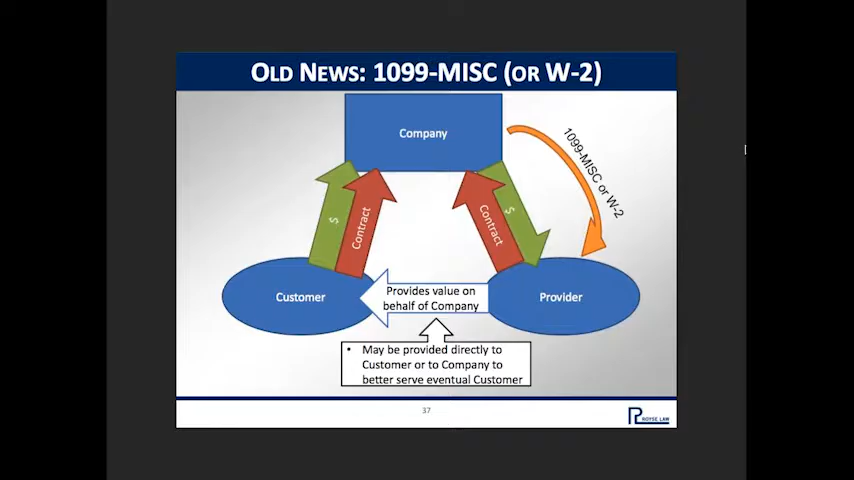 OLD NEWS: 1099-MISC (OR W-2)
Company
1099-MISC or W-2
$
Contract
Contract
$
Customer
Provides value on
behalf of Company
Provider
• May be provided directly to
Customer or to Company to
better serve eventual Customer
37
ROYSE LAW